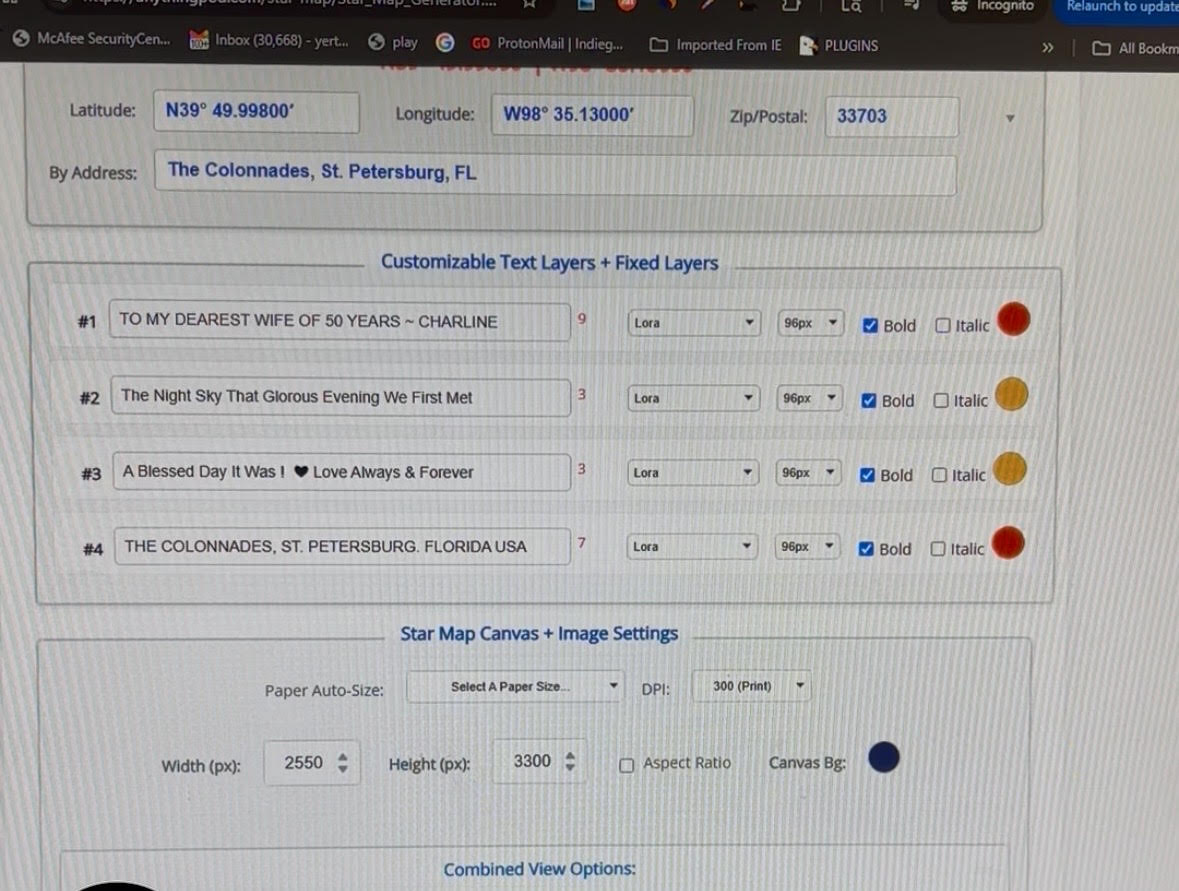 Incognito
Relaunch to update
McAfee SecurityCen... Inbox (30,668) - yert... play GO ProtonMail | Indieg... Imported From IE PLUGINS » All Bookm
Latitude: N39° 49.99800′ Longitude: W98° 35.13000′ Zip/Postal: 33703
By Address: The Colonnades, St. Petersburg, FL
Customizable Text Layers + Fixed Layers
#1 TO MY DEAREST WIFE OF 50 YEARS ~ CHARLINE 9 Lora 96px Bold Italic
#2 The Night Sky That Glorous Evening We First Met 3 Lora 96px Bold Italic
#3 A Blessed Day It Was ! ♥ Love Always & Forever 3 Lora 96px Bold Italic
#4 THE COLONNADES, ST. PETERSBURG. FLORIDA USA 7 Lora 96px Bold Italic
Star Map Canvas + Image Settings
Paper Auto-Size: Select A Paper Size... DPI: 300 (Print)
Width (px): 2550 Height (px): 3300 Aspect Ratio Canvas Bg:
Combined View Options: